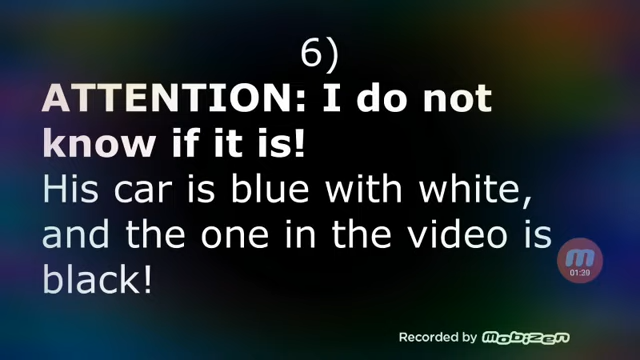 6)
ATTENTION: I do not
know if it is!
His car is blue with white,
and the one in the video is
black!
01:29
Recorded by mobizen